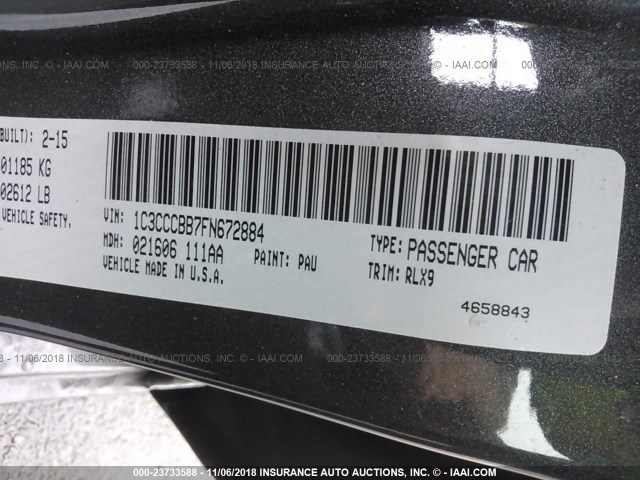 000-23733588 - 11/06/2018 INSURANCE AUTO AUCTIONS, INC. - © IAAI.COM
INC. - © IAAI.COM
BUILT): 2-15
01185 KG
02612 LB
VEHICLE SAFETY,
VIN: 1C3CCCBB7FN672884
MDH: 021606 111AA
PAINT: PAU
VEHICLE MADE IN U.S.A.
TYPE: PASSENGER CAR
TRIM: RLX9
4658843
11/06/2018 INSURANCE AUTO AUCTIONS, INC. - © IAAI.COM
000-23733588 - 11/06/2018 INSURANCE AUTO AUCTIONS, INC.
000-23733588 - 11/06/2018 INSURANCE AUTO AUCTIONS, INC. - © IAAI.COM